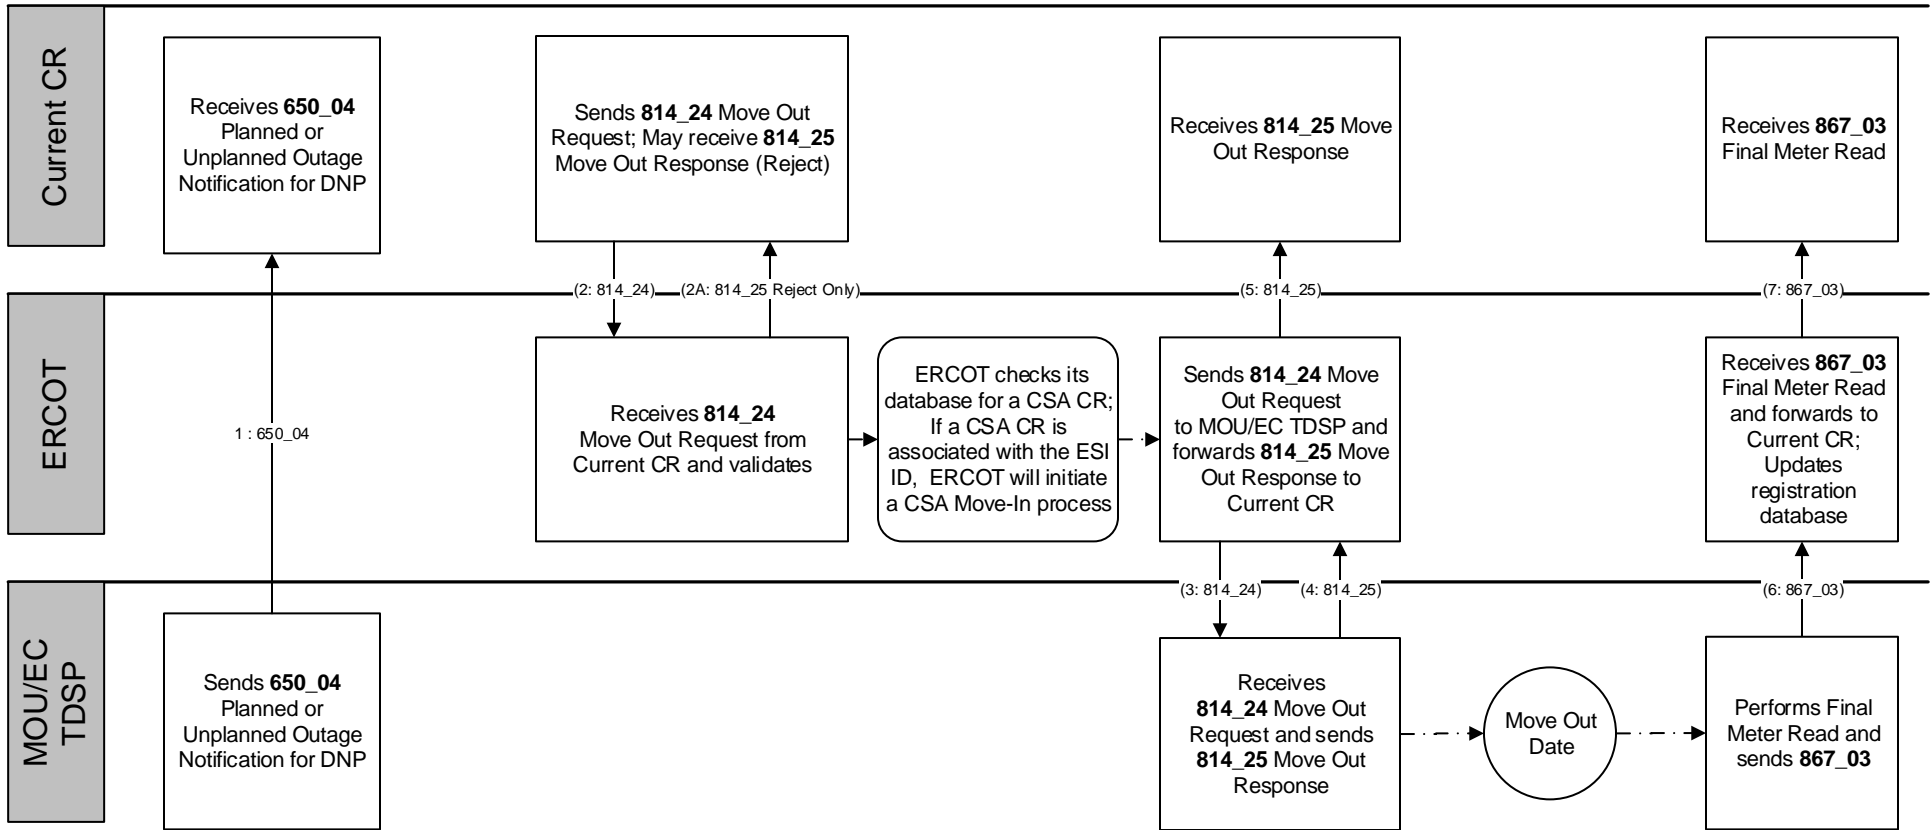 Current CR
Receives 650_04
Planned or
Unplanned Outage
Notification for DNP
Sends 814_24 Move Out
Request; May receive 814_25
Move Out Response (Reject)
Receives 814_25 Move
Out Response
Receives 867_03
Final Meter Read
(2: 814_24)
(2A: 814_25 Reject Only)
(5: 814_25)
(7: 867_03)
ERCOT
1 : 650_04
Receives 814_24
Move Out Request from
Current CR and validates
ERCOT checks its
database for a CSA CR;
If a CSA CR is
associated with the ESI
ID, ERCOT will initiate
a CSA Move-In process
Sends 814_24 Move
Out Request
to MOU/EC TDSP and
forwards 814_25 Move
Out Response to
Current CR
Receives 867_03
Final Meter Read
and forwards to
Current CR;
Updates
registration
database
(3: 814_24)
(4: 814_25)
(6: 867_03)
MOU/EC
TDSP
Sends 650_04
Planned or
Unplanned Outage
Notification for DNP
Receives
814_24 Move Out
Request and sends
814_25 Move Out
Response
Move Out
Date
Performs Final
Meter Read and
sends 867_03